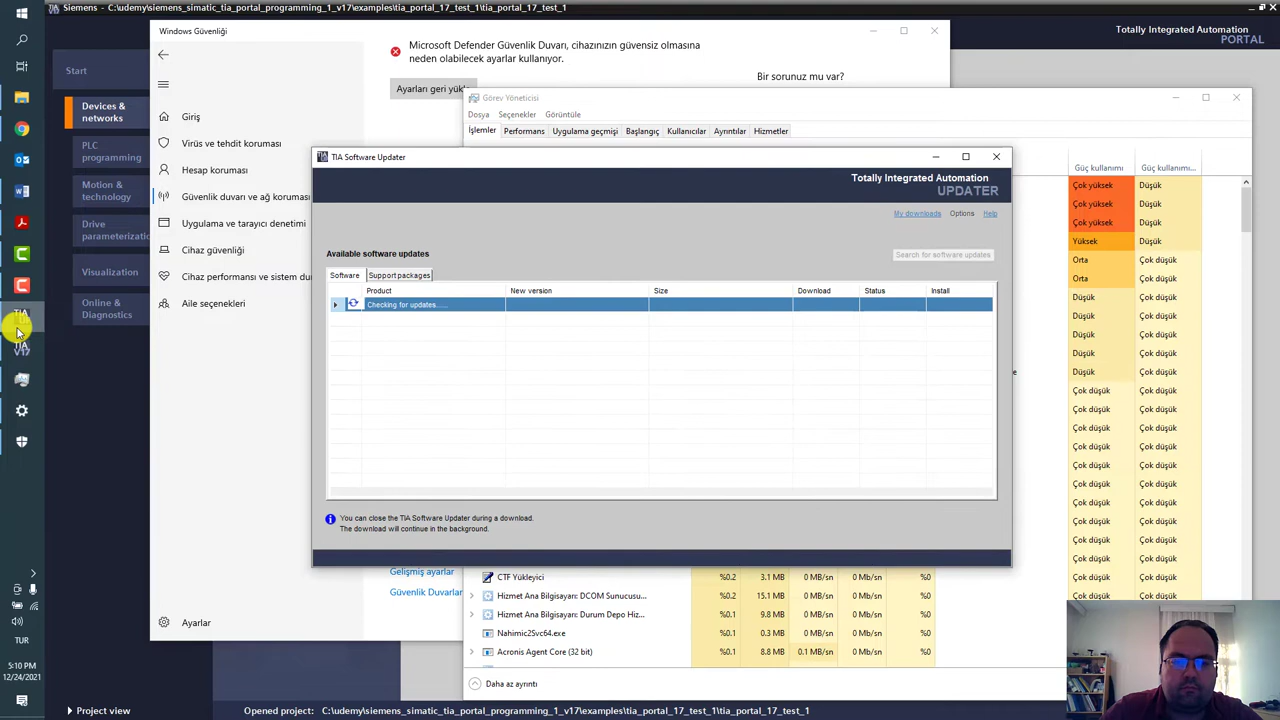 Siemens - C:\udemy\siemens_simatic_tia_portal_programming_1_v17\examples\tia_portal_17_test_1\tia_portal_17_test_1
Totally Integrated Automation
PORTAL
Start
Devices &
networks
PLC
programming
Motion &
technology
Drive
parameterizatio
Visualization
Online &
Diagnostics
Windows Güvenliği
Microsoft Defender Güvenlik Duvarı, cihazınızın güvensiz olmasına
neden olabilecek ayarlar kullanıyor.
Ayarları geri yükle
Bir sorunuz mu var?
Giriş
Virüs ve tehdit koruması
Hesap koruması
Güvenlik duvarı ve ağ koruması
Uygulama ve tarayıcı denetimi
Cihaz güvenliği
Cihaz performansı ve sistem du
Aile seçenekleri
Gelişmiş ayarlar
Güvenlik Duvarları
Ayarlar
Görev Yöneticisi
Dosya Seçenekler Görüntüle
İşlemler Performans Uygulama geçmişi Başlangıç Kullanıcılar Ayrıntılar Hizmetler
Güç kullanımı Güç kullanımı...
Çok yüksek Düşük
Çok yüksek Düşük
Çok yüksek Düşük
Yüksek Düşük
Orta Çok düşük
Orta Çok düşük
Düşük Çok düşük
Düşük Çok düşük
Düşük Çok düşük
Düşük Çok düşük
Düşük Çok düşük
Çok düşük Çok düşük
Çok düşük Çok düşük
Çok düşük Çok düşük
Çok düşük Çok düşük
Çok düşük Çok düşük
Çok düşük Çok düşük
Çok düşük Çok düşük
Çok düşük Çok düşük
Çok düşük Çok düşük
Çok düşük Çok düşük
Çok düşük Çok düşük
TIA Software Updater
Totally Integrated Automation
UPDATER
My downloads Options Help
Available software updates
Search for software updates
Software Support packages
Product New version Size Download Status Install
Checking for updates......
You can close the TIA Software Updater during a download.
The download will continue in the background.
CTF Yükleyici %0.2 3.1 MB 0 MB/sn 0 Mb/sn %0
Hizmet Ana Bilgisayarı: DCOM Sunucusu... %0.2 15.1 MB 0 MB/sn 0 Mb/sn %0
Hizmet Ana Bilgisayarı: Durum Depo Hiz... %0.1 9.8 MB 0 MB/sn 0 Mb/sn %0
Nahimic2Svc64.exe %0.1 0.3 MB 0 MB/sn 0 Mb/sn %0
Acronis Agent Core (32 bit) %0.1 8.8 MB 0.1 MB/sn 0 Mb/sn %0
Daha az ayrıntı
TIA
TIA
V17
TUR
5:10 PM
12/24/2021
Project view
Opened project: C:\udemy\siemens_simatic_tia_portal_programming_1_v17\examples\tia_portal_17_test_1\tia_portal_17_test_1